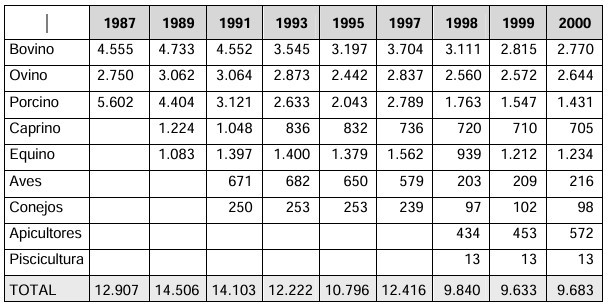 1987 1989 1991 1993 1995 1997 1998 1999 2000
Bovino 4.555 4.733 4.552 3.545 3.197 3.704 3.111 2.815 2.770
Ovino 2.750 3.062 3.064 2.873 2.442 2.837 2.560 2.572 2.644
Porcino 5.602 4.404 3.121 2.633 2.043 2.789 1.763 1.547 1.431
Caprino 1.224 1.048 836 832 736 720 710 705
Equino 1.083 1.397 1.400 1.379 1.562 939 1.212 1.234
Aves 671 682 650 579 203 209 216
Conejos 250 253 253 239 97 102 98
Apicultores 434 453 572
Piscicultura 13 13 13
TOTAL 12.907 14.506 14.103 12.222 10.796 12.416 9.840 9.633 9.683